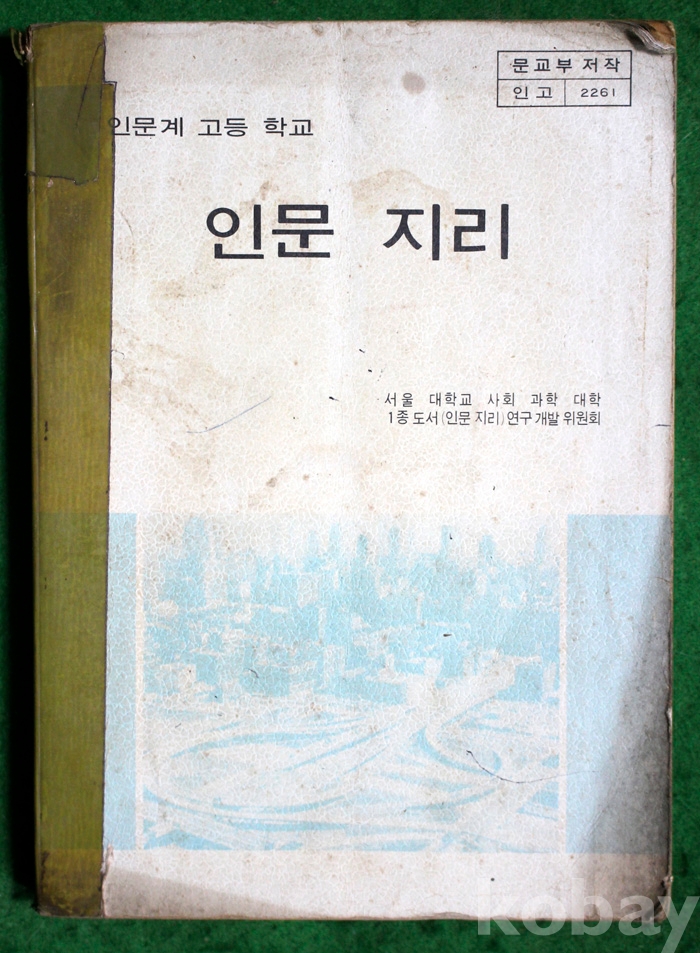 문교부 저작
인고 2261
인문계 고등 학교
인문 지리
서울 대학교 사회 과학 대학
1종 도서 (인문 지리) 연구 개발 위원회
kobay